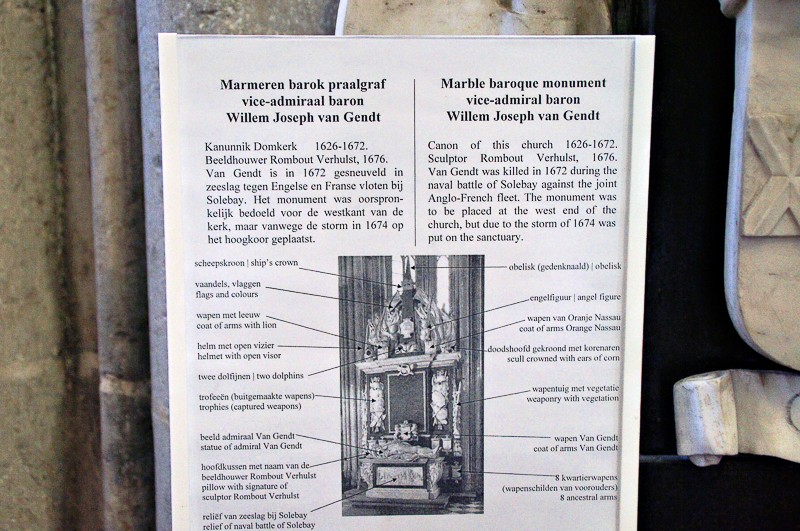 Marmeren barok praalgraf
vice-admiraal baron
Willem Joseph van Gendt
Kanunnik Domkerk 1626-1672.
Beeldhouwer Rombout Verhulst, 1676.
Van Gendt is in 1672 gesneuveld in
zeeslag tegen Engelse en Franse vloten bij
Solebay. Het monument was oorspron-
kelijk bedoeld voor de westkant van de
kerk, maar vanwege de storm in 1674 op
het hoogkoor geplaatst.
Marble baroque monument
vice-admiral baron
Willem Joseph van Gendt
Canon of this church 1626-1672.
Sculptor Rombout Verhulst, 1676.
Van Gendt was killed in 1672 during the
naval battle of Solebay against the joint
Anglo-French fleet. The monument was
to be placed at the west end of the
church, but due to the storm of 1674 was
put on the sanctuary.
scheepskroon | ship's crown
vaandels, vlaggen
flags and colours
wapen met leeuw
coat of arms with lion
helm met open vizier
helmet with open visor
twee dolfijnen | two dolphins
trofeeën (buitgemaakte wapens)
trophies (captured weapons)
beeld admiraal Van Gendt
statue of admiral Van Gendt
hoofdkussen met naam van de
beeldhouwer Rombout Verhulst
pillow with signature of
sculptor Rombout Verhulst
reliëf van zeeslag bij Solebay
relief of naval battle of Solebay
obelisk (gedenknaald) | obelisk
engelfiguur | angel figure
wapen van Oranje Nassau
coat of arms Orange Nassau
doodshoofd gekroond met korenaren
scull crowned with ears of corn
wapentuig met vegetatie
weaponry with vegetation
wapen Van Gendt
coat of arms Van Gendt
8 kwartierwapens
(wapenschilden van voorouders)
8 ancestral arms